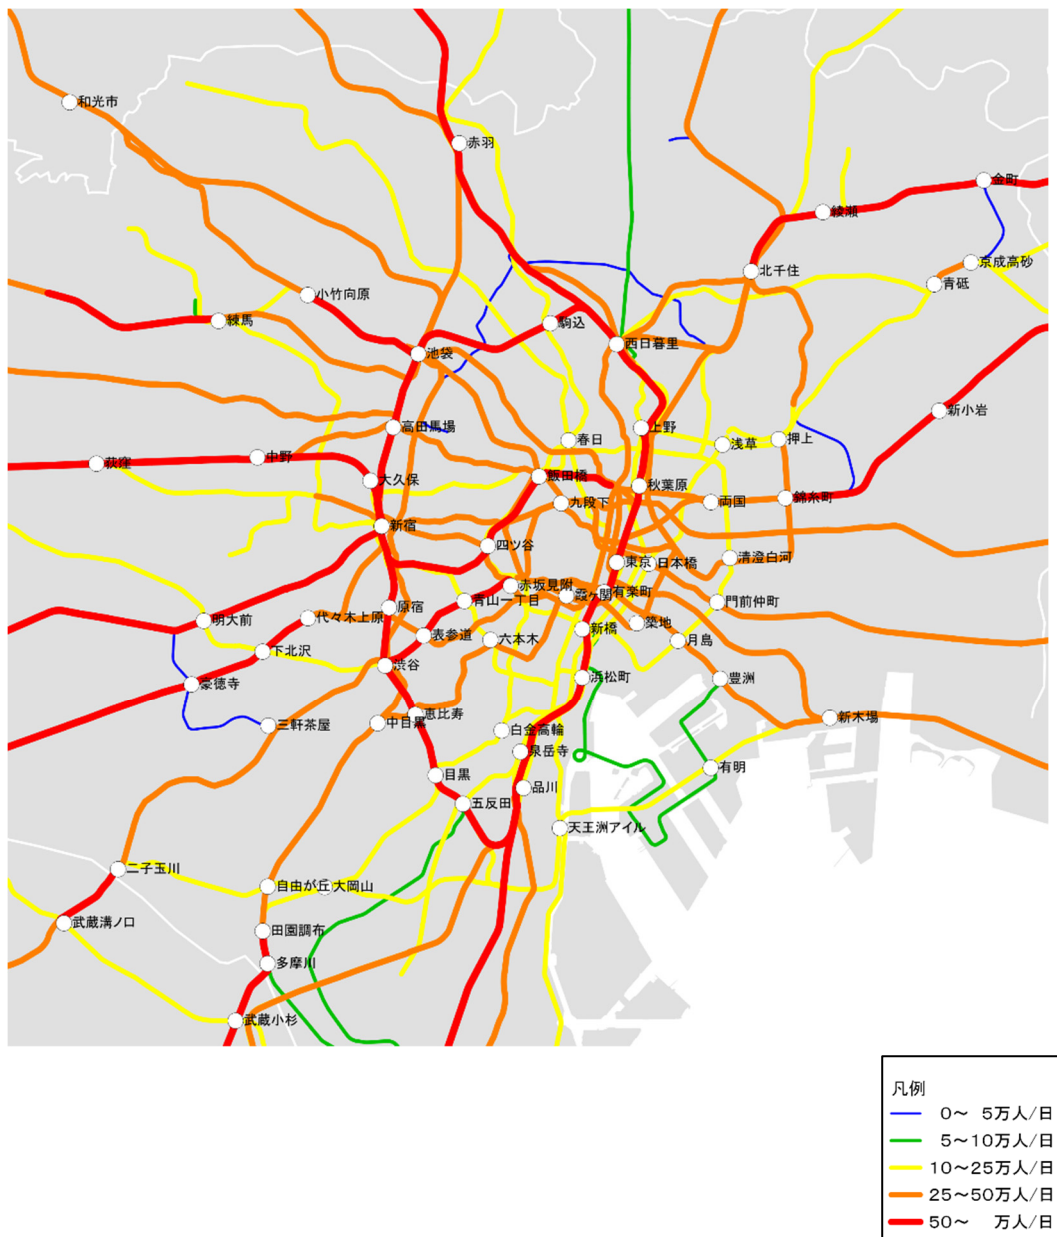 和光市
赤羽
金町
綾瀬
北千住
京成高砂
青砥
小竹向原
練馬
駒込
西日暮里
池袋
新小岩
高田馬場
上野
春日
浅草
押上
中野
荻窪
大久保
飯田橋
秋葉原
九段下
両国
錦糸町
新宿
四ツ谷
東京
日本橋
清澄白河
赤坂見附
有楽町
霞ヶ関
青山一丁目
門前仲町
原宿
代々木上原
明大前
表参道
六本木
新橋
築地
月島
下北沢
渋谷
浜松町
豊洲
豪徳寺
恵比寿
新木場
三軒茶屋
中目黒
白金高輪
泉岳寺
有明
目黒
品川
五反田
天王洲アイル
二子玉川
自由が丘
大岡山
武蔵溝ノ口
田園調布
多摩川
武蔵小杉
凡例
0～ 5万人/日
5～10万人/日
10～25万人/日
25～50万人/日
50～ 万人/日